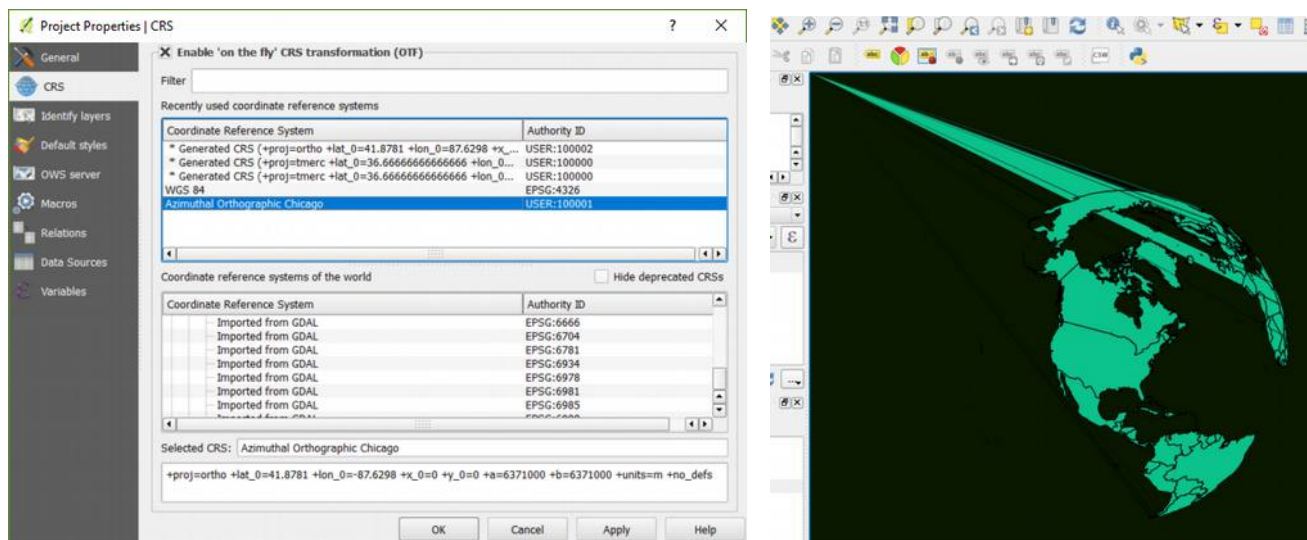 Project Properties | CRS
General
CRS
Identify layers
Default styles
OWS server
Macros
Relations
Data Sources
Variables
Enable 'on the fly' CRS transformation (OTF)
Filter
Recently used coordinate reference systems
Coordinate Reference System Authority ID
* Generated CRS (+proj=ortho +lat_0=41.8781 +lon_0=87.6298 +x_... USER:100002
* Generated CRS (+proj=tmerc +lat_0=36.66666666666666 +lon_0... USER:100000
* Generated CRS (+proj=tmerc +lat_0=36.66666666666666 +lon_0... USER:100000
WGS 84 EPSG:4326
Azimuthal Orthographic Chicago USER:100001
Coordinate reference systems of the world Hide deprecated CRSs
Coordinate Reference System Authority ID
Imported from GDAL EPSG:6666
Imported from GDAL EPSG:6704
Imported from GDAL EPSG:6781
Imported from GDAL EPSG:6934
Imported from GDAL EPSG:6978
Imported from GDAL EPSG:6981
Imported from GDAL EPSG:6985
Selected CRS: Azimuthal Orthographic Chicago
+proj=ortho +lat_0=41.8781 +lon_0=-87.6298 +x_0=0 +y_0=0 +a=6371000 +b=6371000 +units=m +no_defs
OK Cancel Apply Help